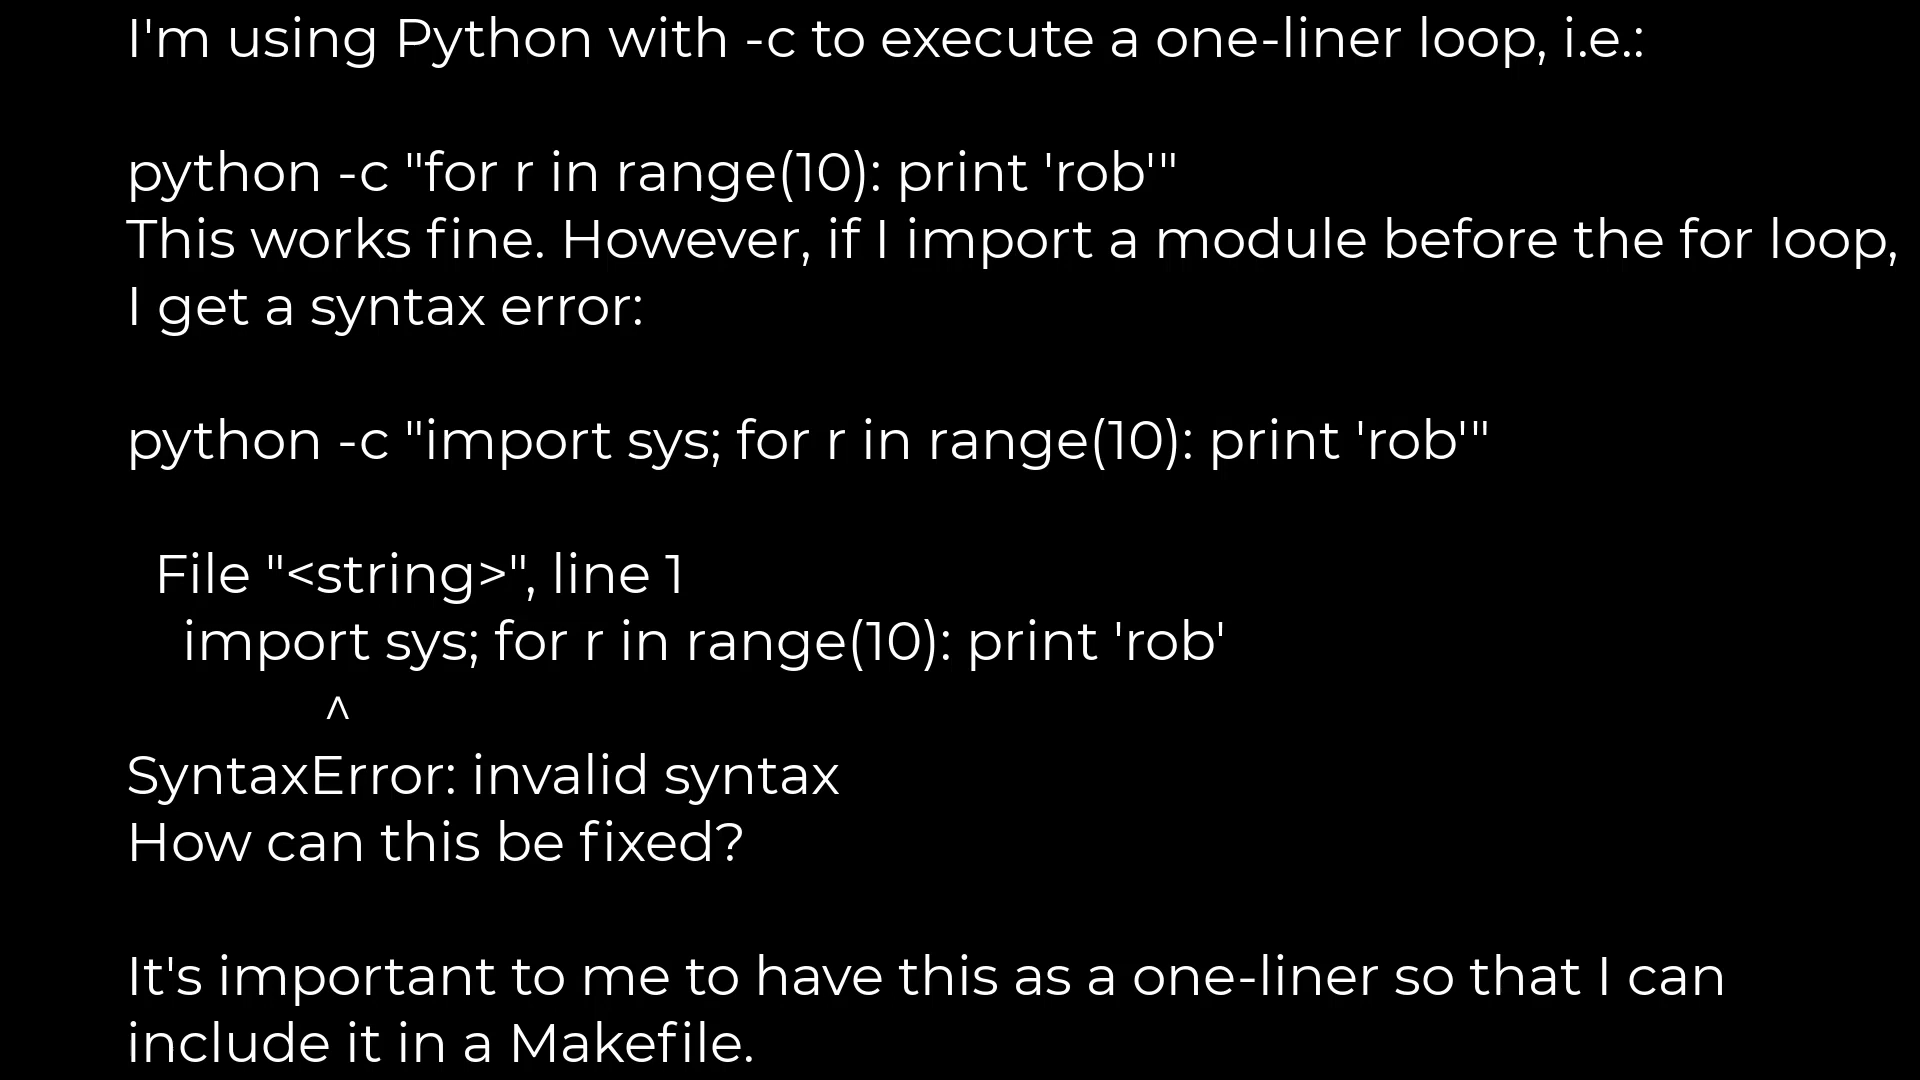 I'm using Python with -c to execute a one-liner loop, i.e.:
python -c "for r in range(10): print 'rob'"
This works fine. However, if I import a module before the for loop,
I get a syntax error:
python -c "import sys; for r in range(10): print 'rob'"
File "<string>", line 1
import sys; for r in range(10): print 'rob'
^
SyntaxError: invalid syntax
How can this be fixed?
It's important to me to have this as a one-liner so that I can
include it in a Makefile.